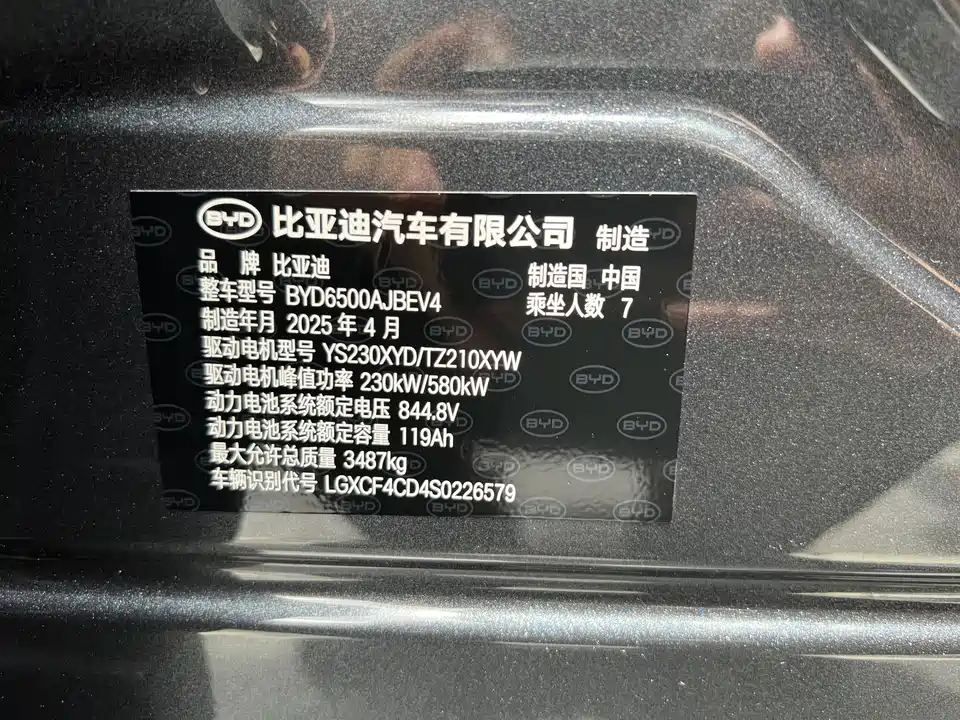 BYD 比亚迪汽车有限公司 制造
品 牌 比亚迪 制造国 中国
整车型号 BYD6500AJBEV4 乘坐人数 7
制造年月 2025 年 4 月
驱动电机型号 YS230XYD/TZ210XYW
驱动电机峰值功率 230kW/580kW
动力电池系统额定电压 844.8V
动力电池系统额定容量 119Ah
最大允许总质量 3487kg
车辆识别代号 LGXCF4CD4S0226579